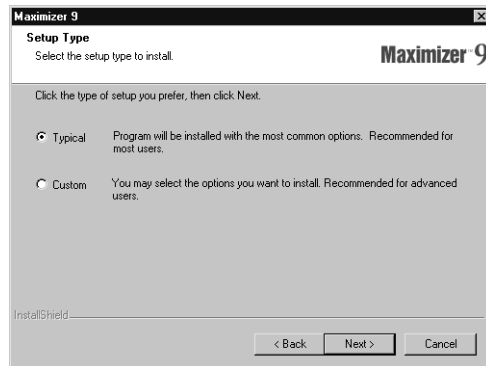 Maximizer 9
Setup Type
Select the setup type to install.
Maximizer™ 9
Click the type of setup you prefer, then click Next.
Typical
Program will be installed with the most common options. Recommended for
most users.
Custom
You may select the options you want to install. Recommended for advanced
users.
InstallShield
< Back
Next >
Cancel